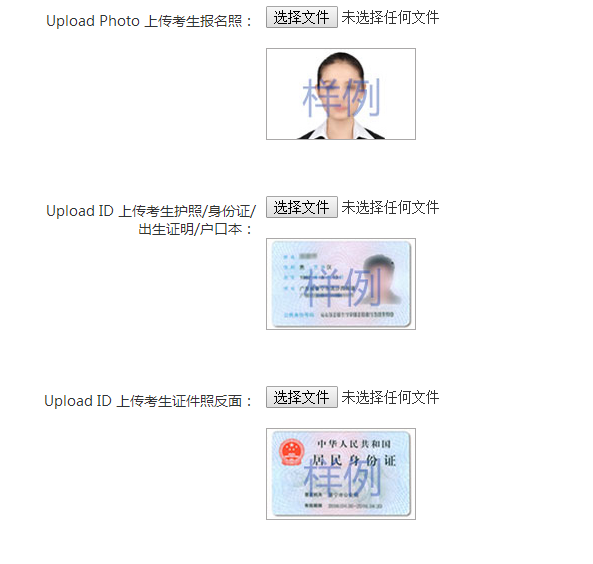 Upload Photo 上传考生报名照：
选择文件 未选择任何文件
样例
Upload ID 上传考生护照/身份证/
出生证明/户口本：
选择文件 未选择任何文件
样例
Upload ID 上传考生证件照反面：
选择文件 未选择任何文件
中华人民共和国
居民身份证
样例